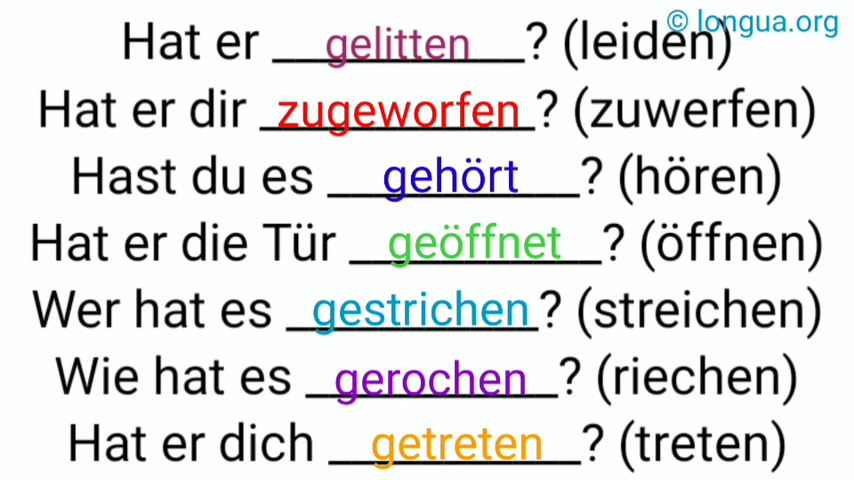 © longua.org
Hat er gelitten? (leiden)
Hat er dir zugeworfen? (zuwerfen)
Hast du es gehört? (hören)
Hat er die Tür geöffnet? (öffnen)
Wer hat es gestrichen? (streichen)
Wie hat es gerochen? (riechen)
Hat er dich getreten? (treten)